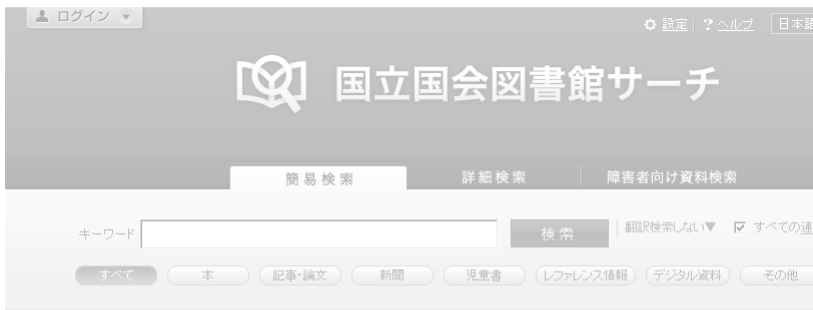 ログイン
設定 ? ヘルプ 日本語
国立国会図書館サーチ
簡易検索 詳細検索 障害者向け資料検索
キーワード 検索 翻訳検索しない▼ すべての連
すべて 本 記事・論文 新聞 児童書 レファレンス情報 デジタル資料 その他